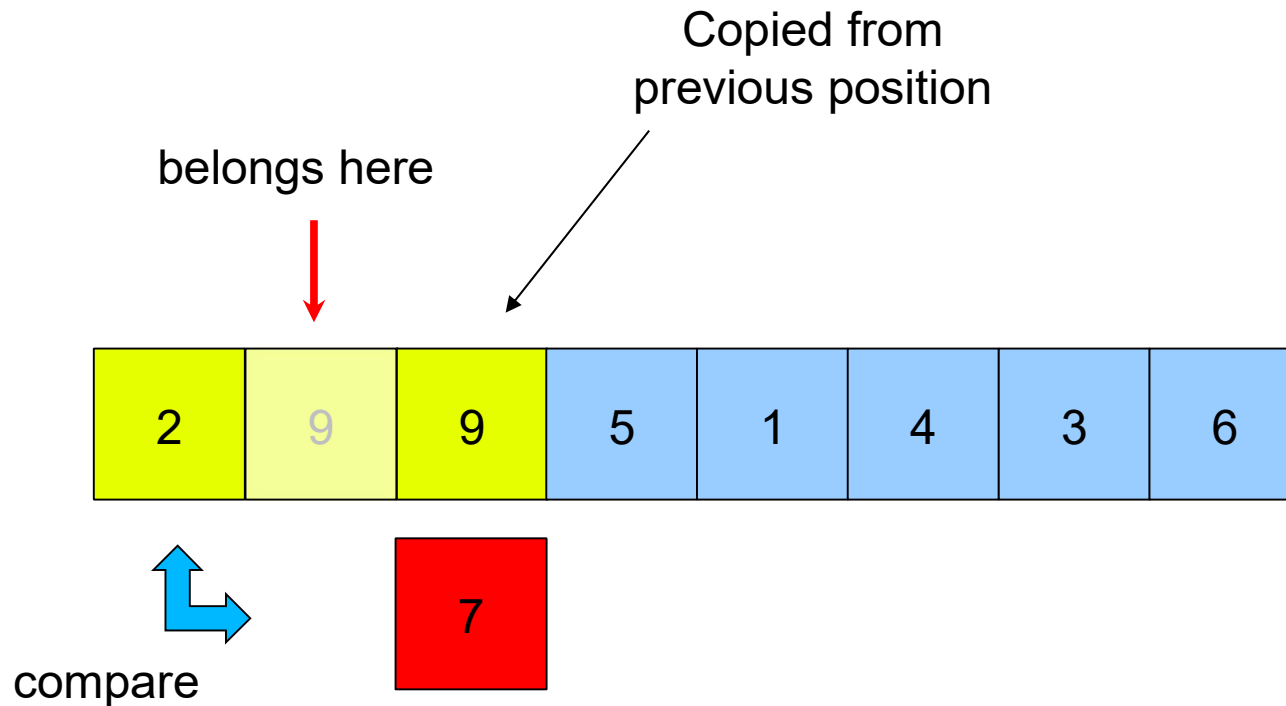 Copied from
previous position
belongs here
2 9 9 5 1 4 3 6
7
compare